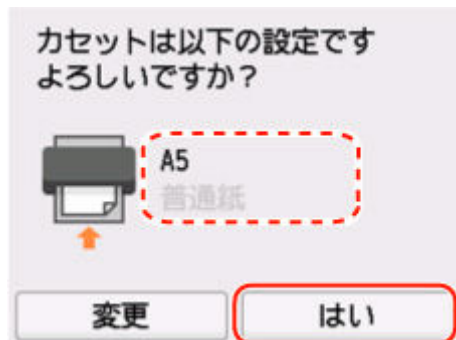 カセットは以下の設定です
よろしいですか？
A5
普通紙
変更
はい